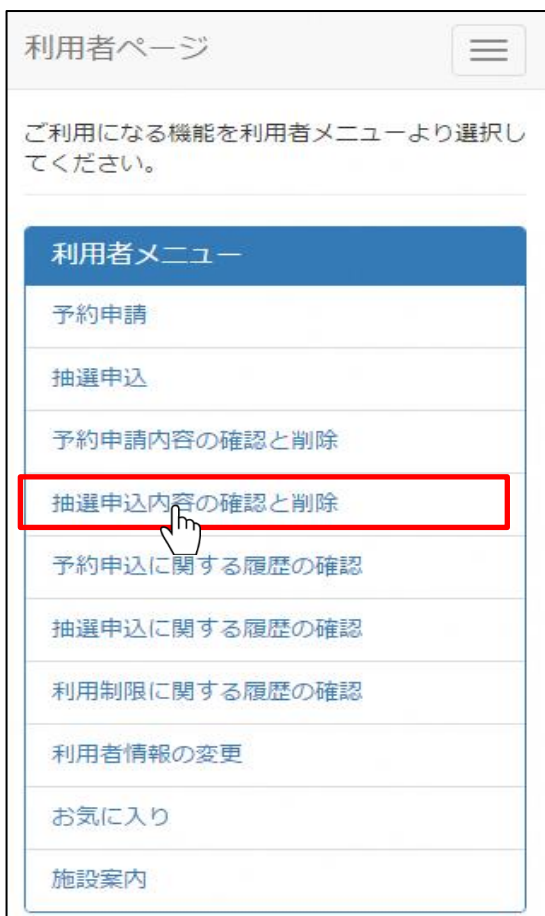 利用者ページ
ご利用になる機能を利用者メニューより選択し
てください。
利用者メニュー
予約申請
抽選申込
予約申請内容の確認と削除
抽選申込内容の確認と削除
予約申込に関する履歴の確認
抽選申込に関する履歴の確認
利用制限に関する履歴の確認
利用者情報の変更
お気に入り
施設案内